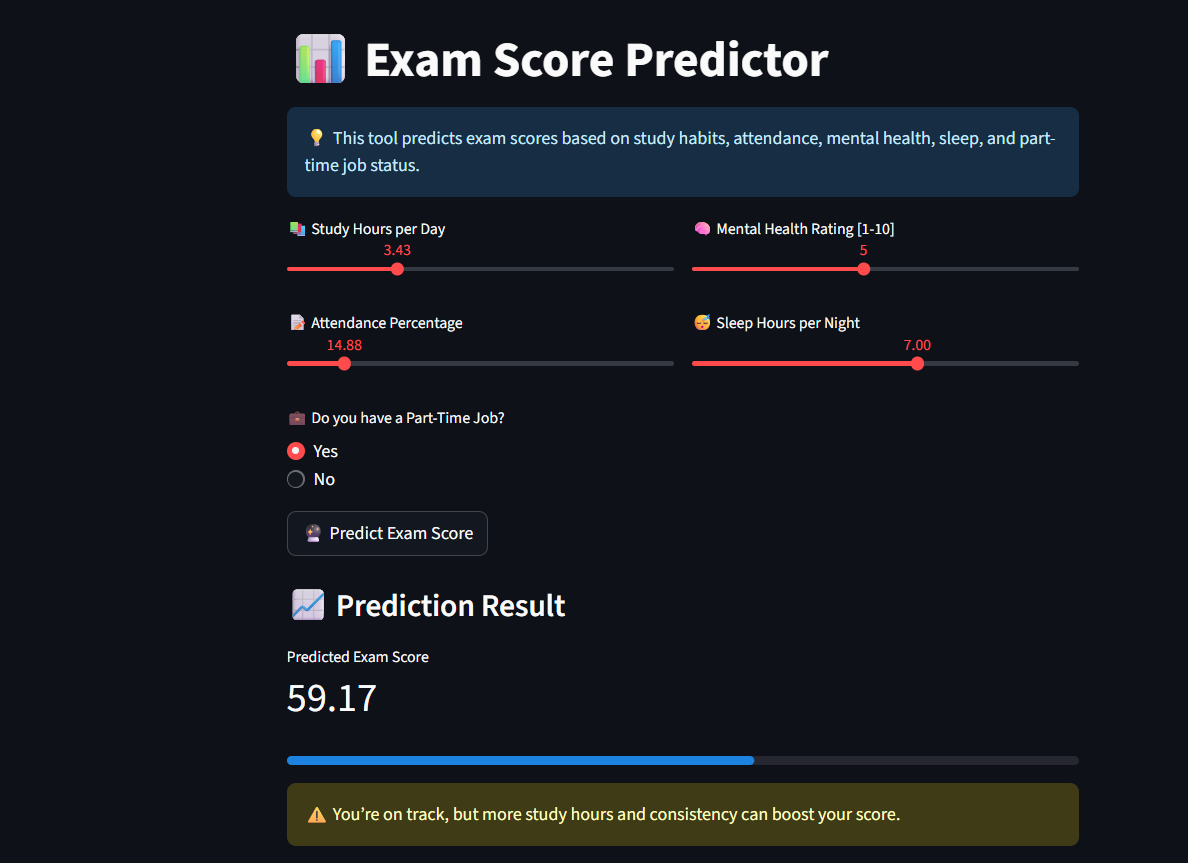 Exam Score Predictor
This tool predicts exam scores based on study habits, attendance, mental health, sleep, and part-
time job status.
Study Hours per Day
3.43
Mental Health Rating [1-10]
5
Attendance Percentage
14.88
Sleep Hours per Night
7.00
Do you have a Part-Time Job?
Yes
No
Predict Exam Score
Prediction Result
Predicted Exam Score
59.17
You’re on track, but more study hours and consistency can boost your score.